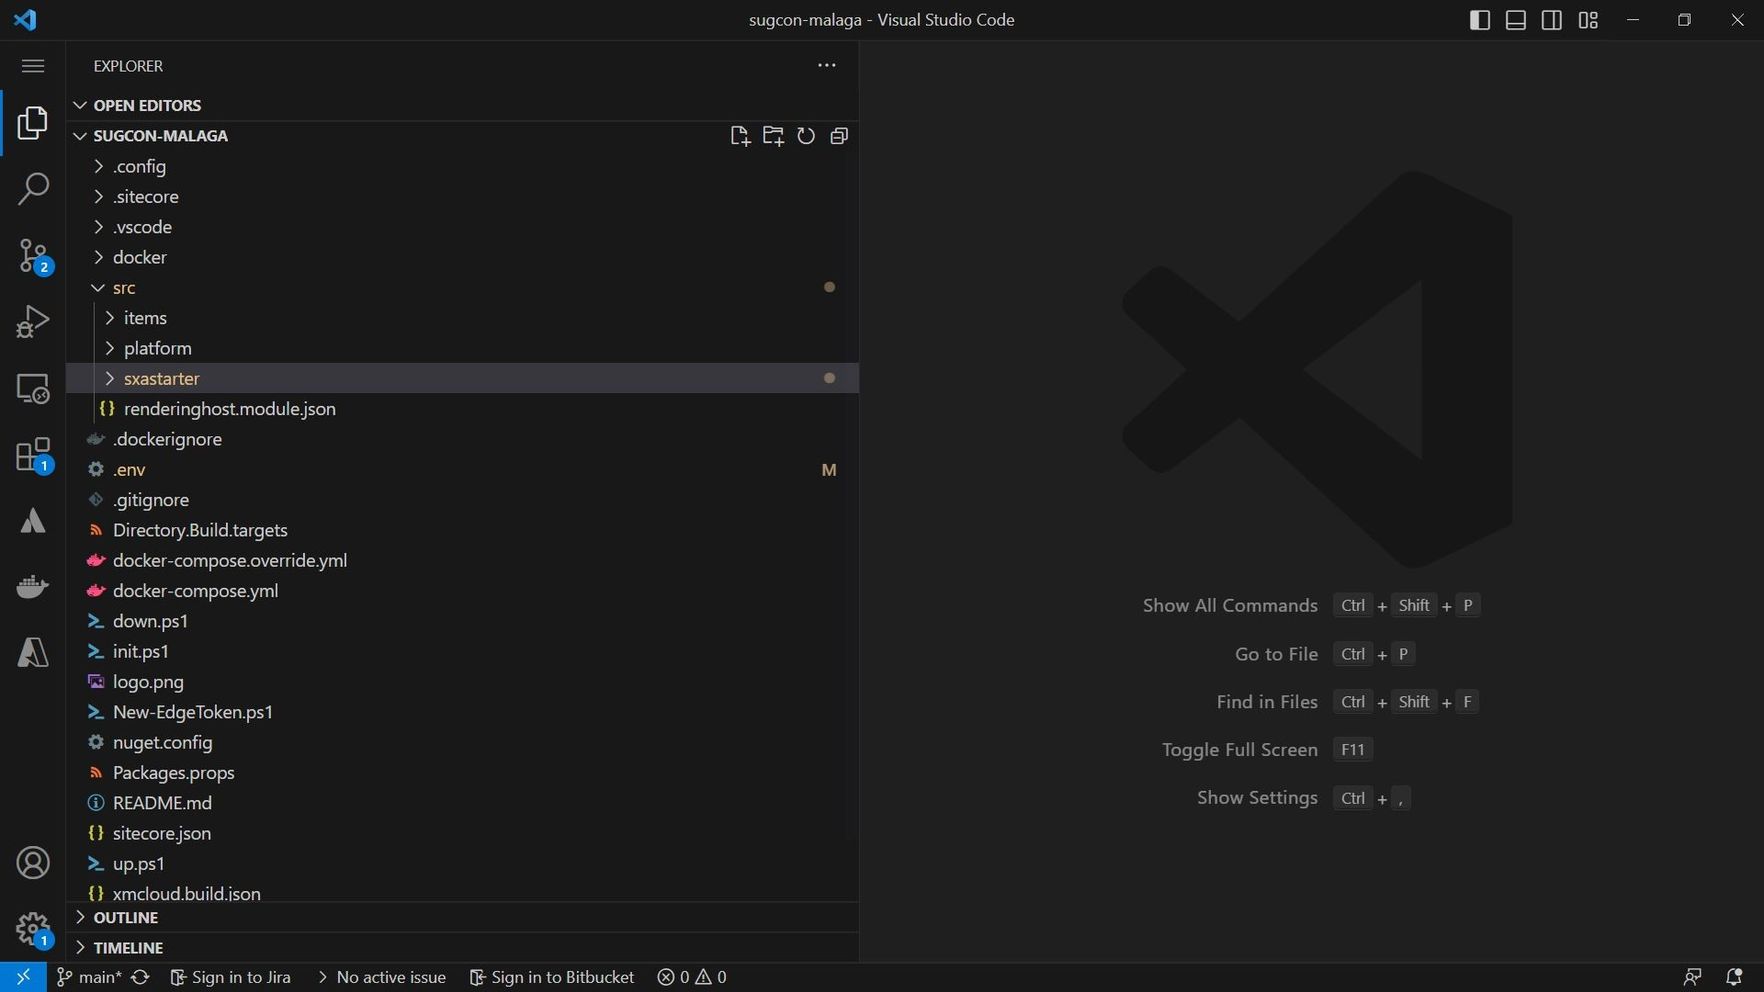 sugcon-malaga - Visual Studio Code
EXPLORER
OPEN EDITORS
SUGCON-MALAGA
.config
.sitecore
.vscode
docker
src
items
platform
sxastarter
{} renderinghost.module.json
.dockerignore
.env M
.gitignore
Directory.Build.targets
docker-compose.override.yml
docker-compose.yml
down.ps1
init.ps1
logo.png
New-EdgeToken.ps1
nuget.config
Packages.props
README.md
{} sitecore.json
up.ps1
{} xmcloud.build.json
OUTLINE
TIMELINE
2
1
1
Show All Commands Ctrl + Shift + P
Go to File Ctrl + P
Find in Files Ctrl + Shift + F
Toggle Full Screen F11
Show Settings Ctrl + ,
main* Sign in to Jira No active issue Sign in to Bitbucket 0 0